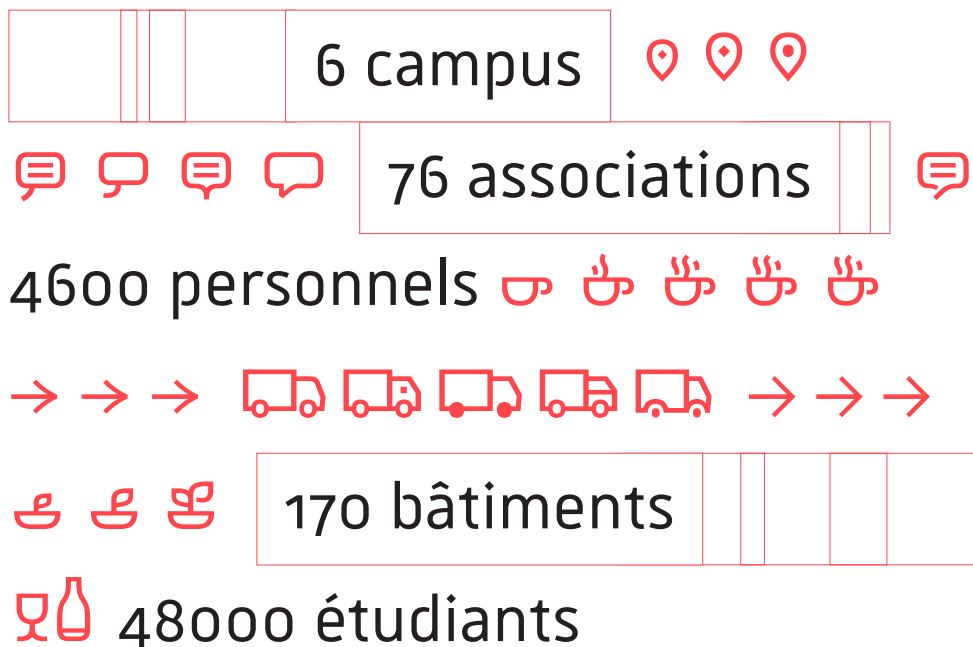 6 campus
76 associations
4600 personnels
170 bâtiments
48000 étudiants